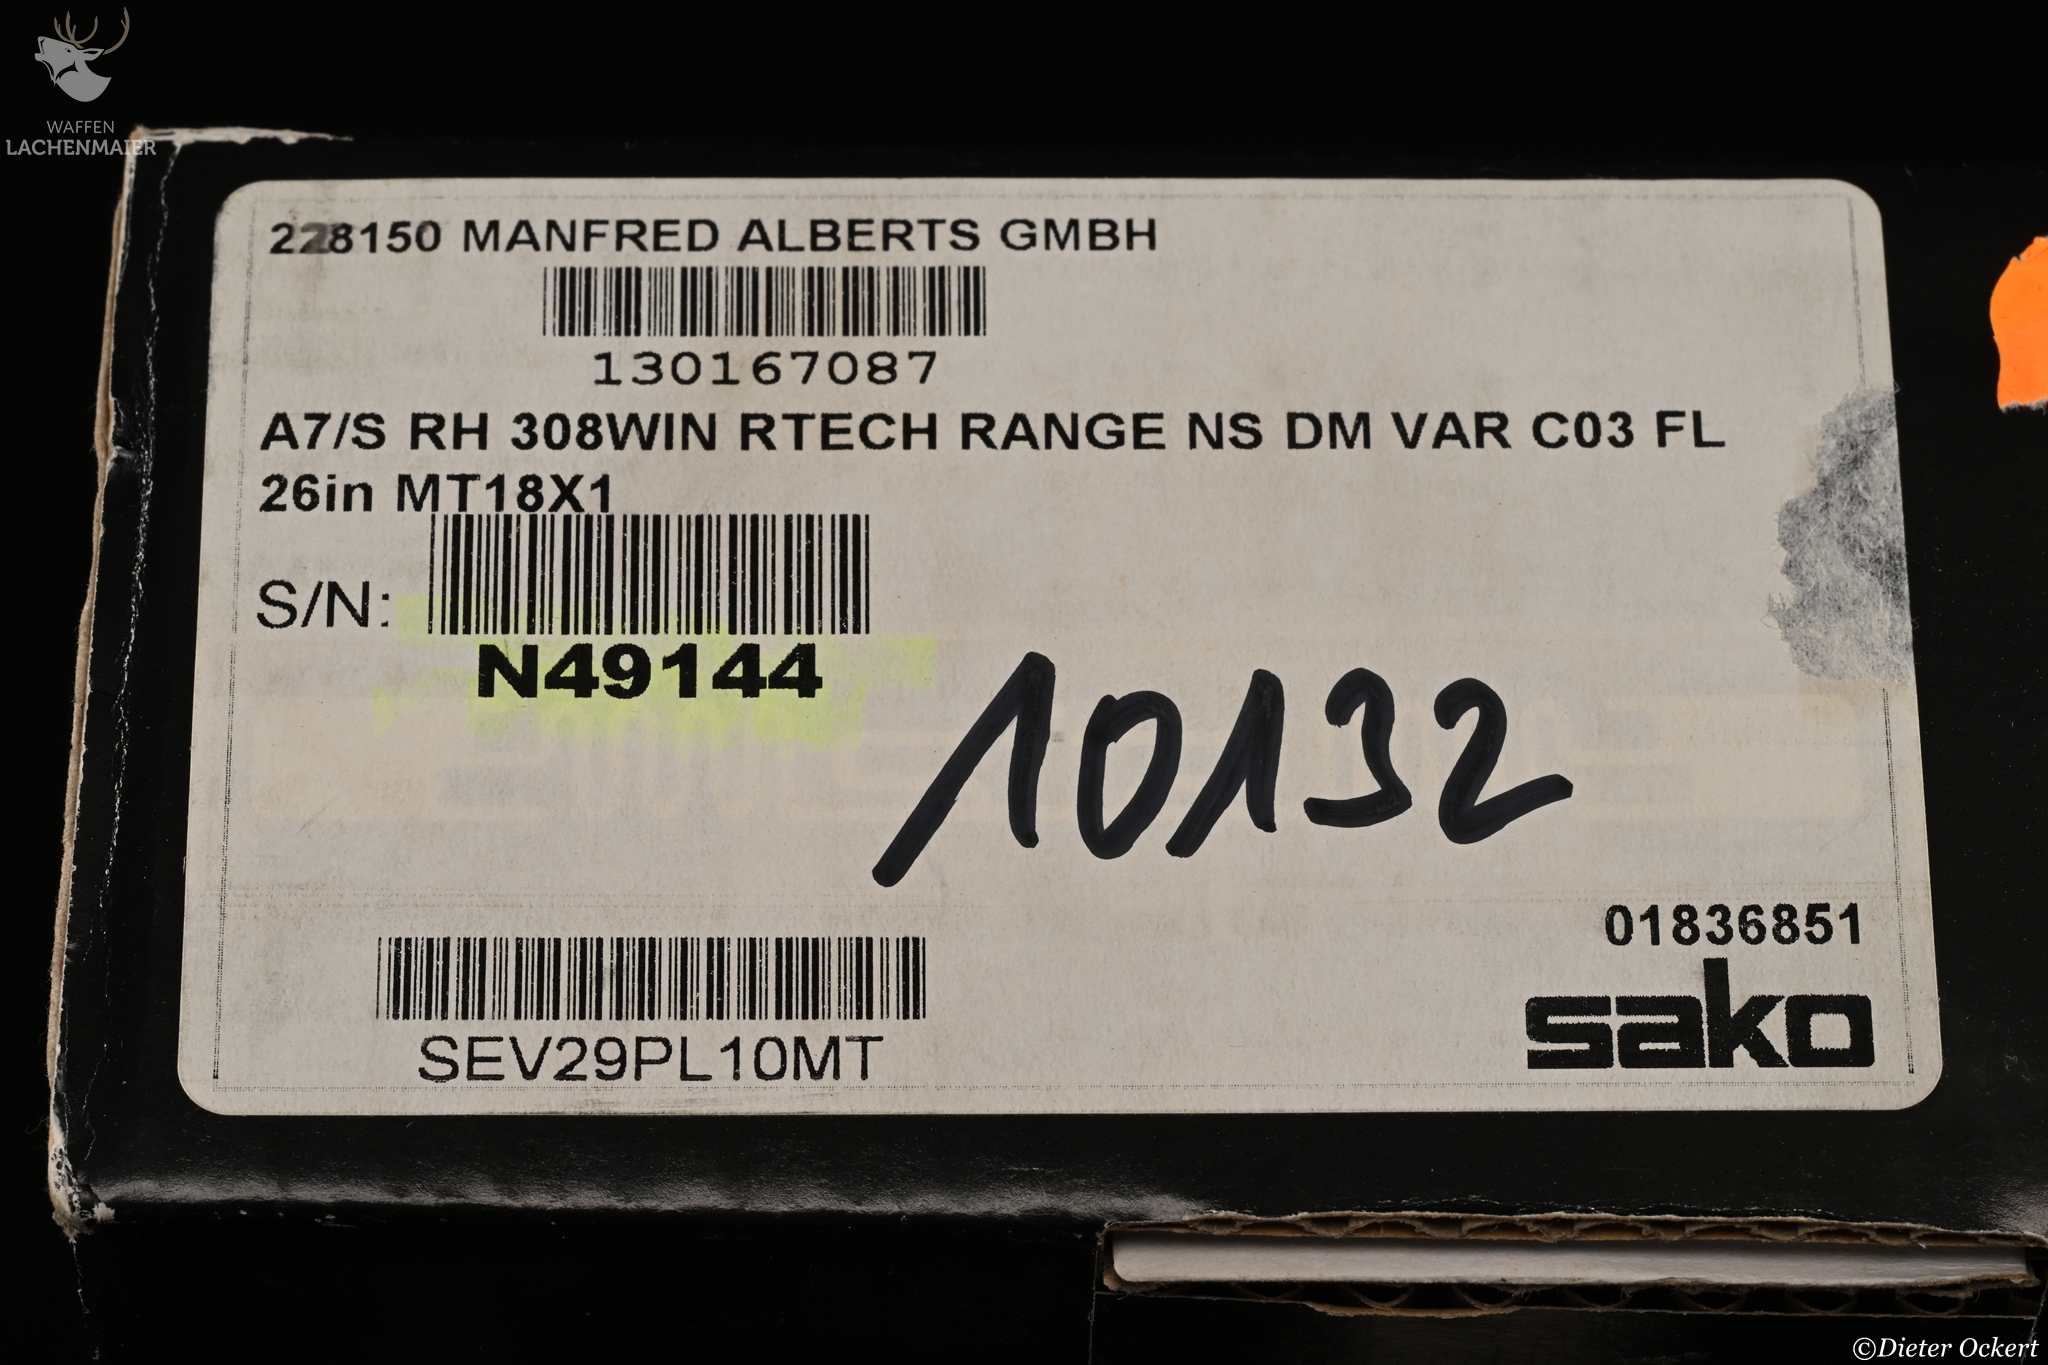 WAFFEN
LACHENMAIER
228150 MANFRED ALBERTS GMBH
130167087
A7/S RH 308WIN RTECH RANGE NS DM VAR C03 FL
26in MT18X1
S/N:
N49144
10132
01836851
sako
SEV29PL10MT
©Dieter Ockert